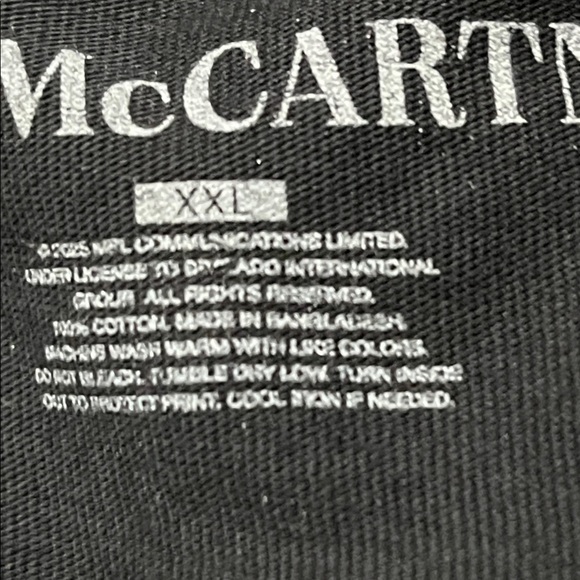 McCARTN
XXL
©2025 MPL COMMUNICATIONS LIMITED.
UNDER LICENSE TO INTERNATIONAL
GROUP. ALL RIGHTS RESERVED.
100% COTTON. MADE IN BANGLADESH.
MACHINE WASH WARM WITH LIKE COLORS.
DO NOT BLEACH. TUMBLE DRY LOW. TURN INSIDE
OUT TO PROTECT PRINT. COOL IRON IF NEEDED.